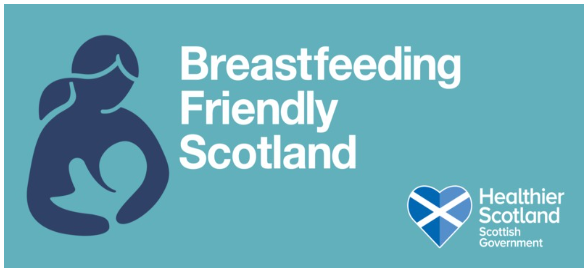 Breastfeeding
Friendly
Scotland
Healthier
Scotland
Scottish
Government